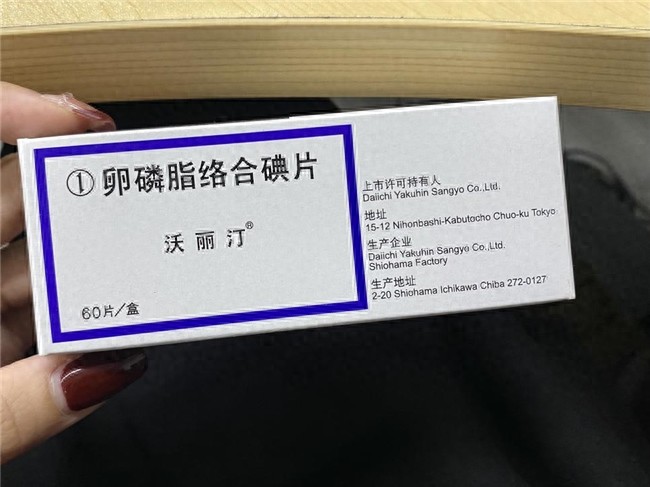 ①卵磷脂络合碘片
沃丽汀®
60片/盒
上市许可持有人
Daiichi Yakuhin Sangyo Co.,Ltd.
地址
15-12 Nihonbashi-Kabutocho Chuo-ku Tokyo
生产企业
Daiichi Yakuhin Sangyo Co.,Ltd.
Shiohama Factory
生产地址
2-20 Shiohama Ichikawa Chiba 272-0127